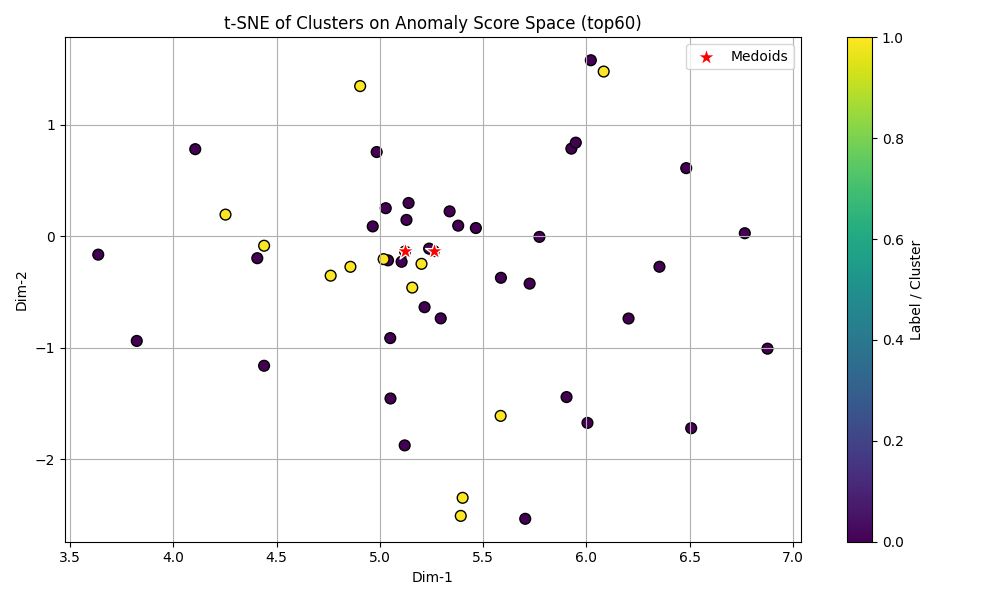 t-SNE of Clusters on Anomaly Score Space (top60)
Medoids
1
0
−1
−2
Dim-2
3.5 4.0 4.5 5.0 5.5 6.0 6.5 7.0
Dim-1
1.0
0.8
0.6
0.4
0.2
0.0
Label / Cluster